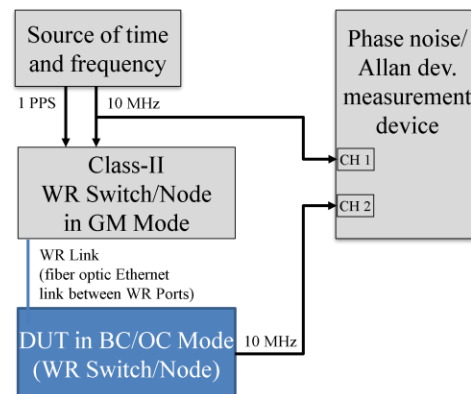 Source of time
and frequency
1 PPS
10 MHz
Phase noise/
Allan dev.
measurement
device
CH 1
CH 2
Class-II
WR Switch/Node
in GM Mode
WR Link
(fiber optic Ethernet
link between WR Ports)
DUT in BC/OC Mode
(WR Switch/Node)
10 MHz